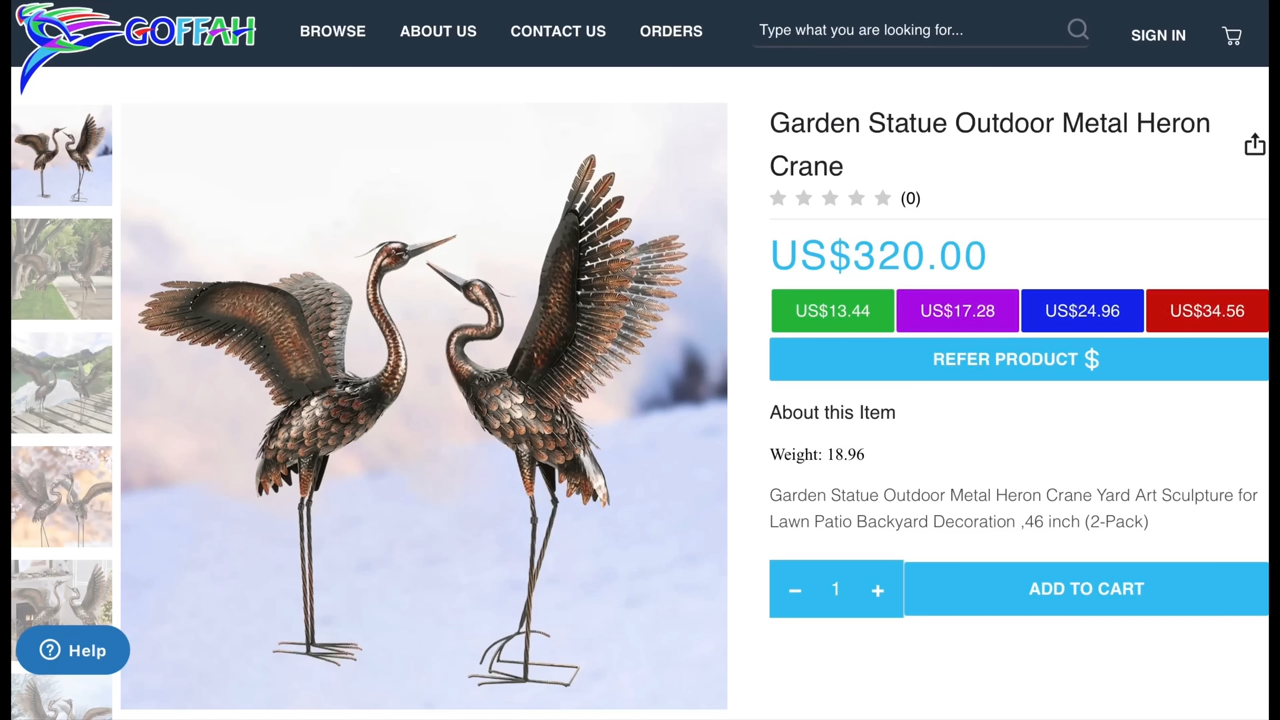 GOFFAH
BROWSE
ABOUT US
CONTACT US
ORDERS
Type what you are looking for...
SIGN IN
Garden Statue Outdoor Metal Heron
Crane
(0)
US$320.00
US$13.44
US$17.28
US$24.96
US$34.56
REFER PRODUCT $
About this Item
Weight: 18.96
Garden Statue Outdoor Metal Heron Crane Yard Art Sculpture for
Lawn Patio Backyard Decoration ,46 inch (2-Pack)
− 1 +
ADD TO CART
? Help